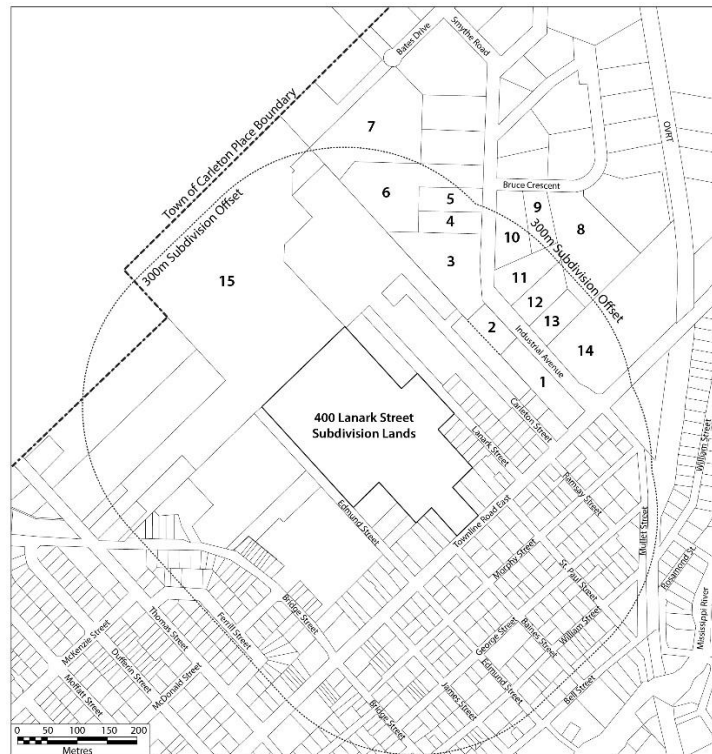 Bates Drive
Smythe Road
Town of Carleton Place Boundary
OVRT
7
300m Subdivision Offset
Bruce Crescent
6
5
4
9
8
10
300m Subdivision Offset
3
11
15
12
13
2
Industrial Avenue
14
1
400 Lanark Street
Subdivision Lands
Carleton Street
Lanark Street
William Street
Edmund Street
Townline Road East
Ramsay Street
Mullet Street
Morphy Street
St. Paul Street
Rosamond St.
Mississippi River
Bridge Street
Ferrill Street
Thomas Street
McKenzie Street
Dufferin Street
McDonald Street
Moffatt Street
George Street
Baines Street
William Street
Edmund Street
James Street
Bell Street
Bridge Street
0 50 100 150 200
Metres